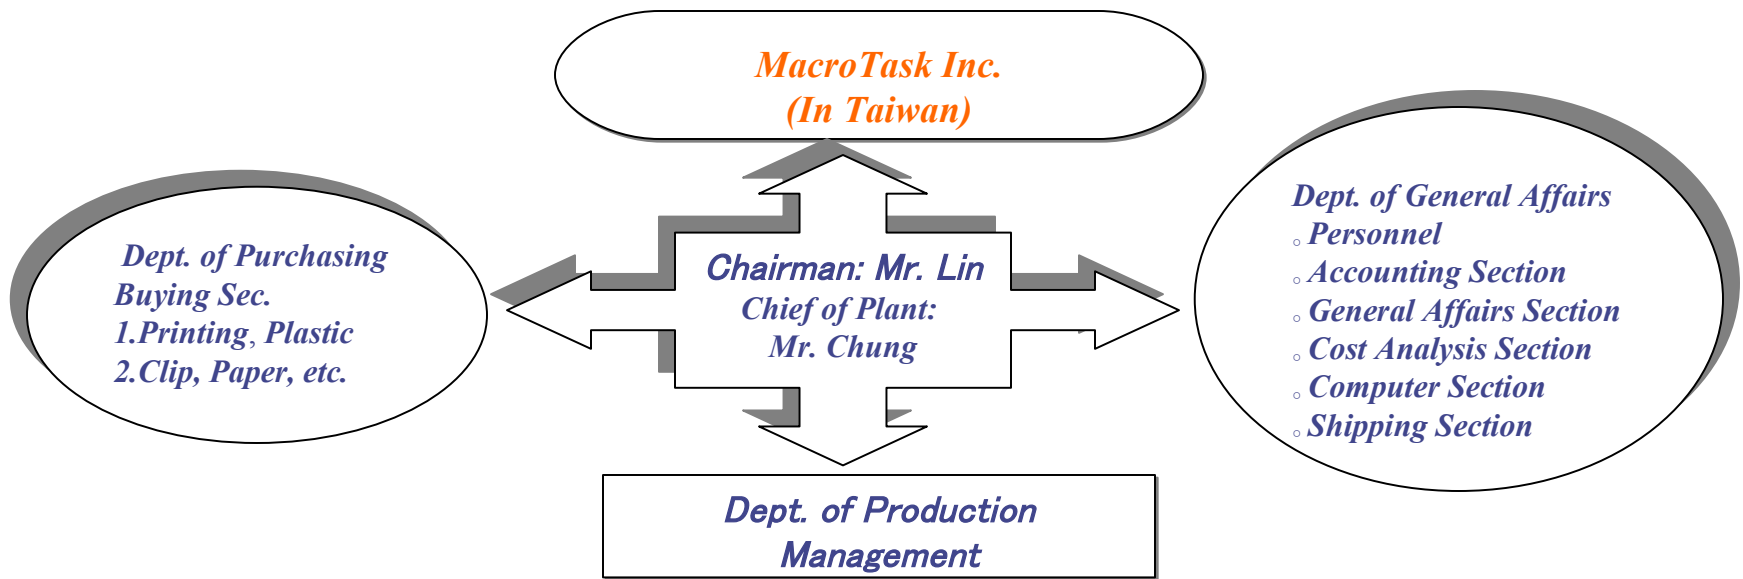 MacroTask Inc.
(In Taiwan)
Dept. of Purchasing
Buying Sec.
1.Printing, Plastic
2.Clip, Paper, etc.
Chairman: Mr. Lin
Chief of Plant:
Mr. Chung
Dept. of General Affairs
。Personnel
。Accounting Section
。General Affairs Section
。Cost Analysis Section
。Computer Section
。Shipping Section
Dept. of Production
Management